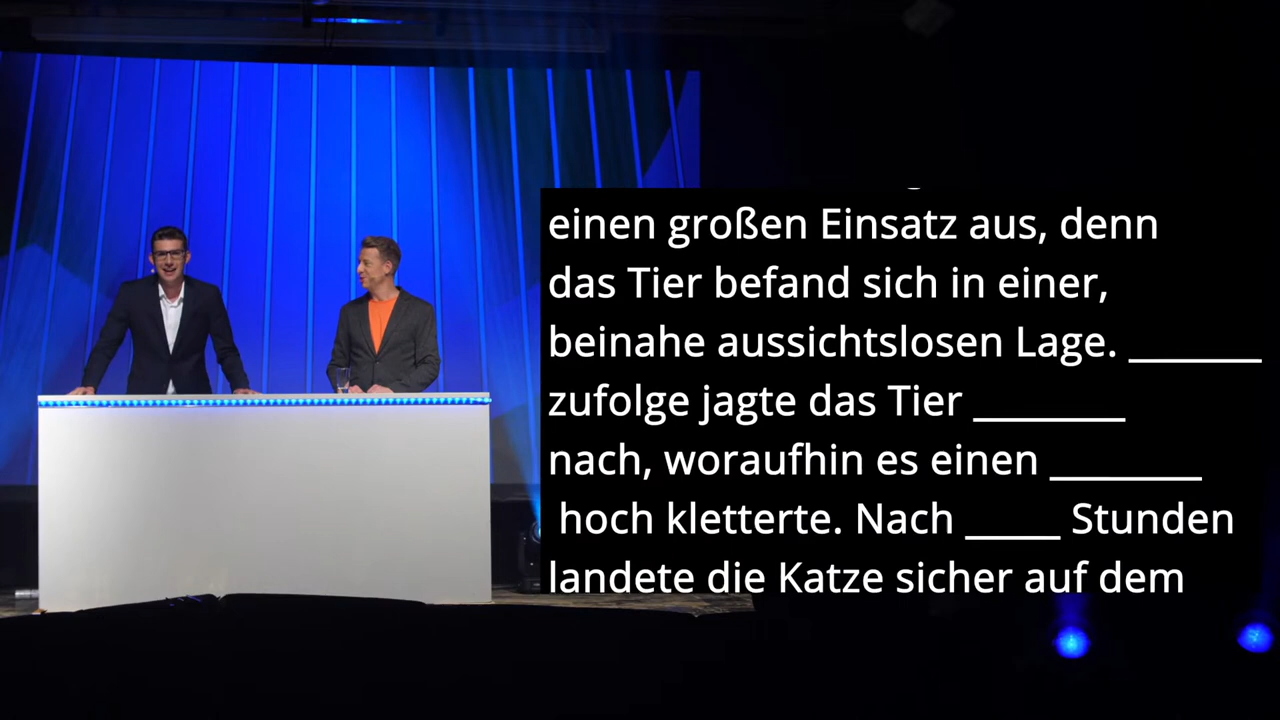 einen großen Einsatz aus, denn
das Tier befand sich in einer,
beinahe aussichtslosen Lage. _______
zufolge jagte das Tier ________
nach, woraufhin es einen ________
hoch kletterte. Nach _____ Stunden
landete die Katze sicher auf dem